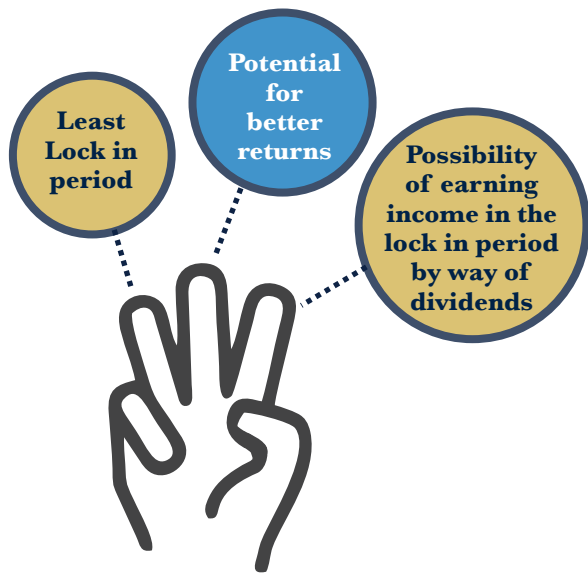 Least
Lock in
period
Potential
for
better
returns
Possibility
of earning
income in the
lock in period
by way of
dividends